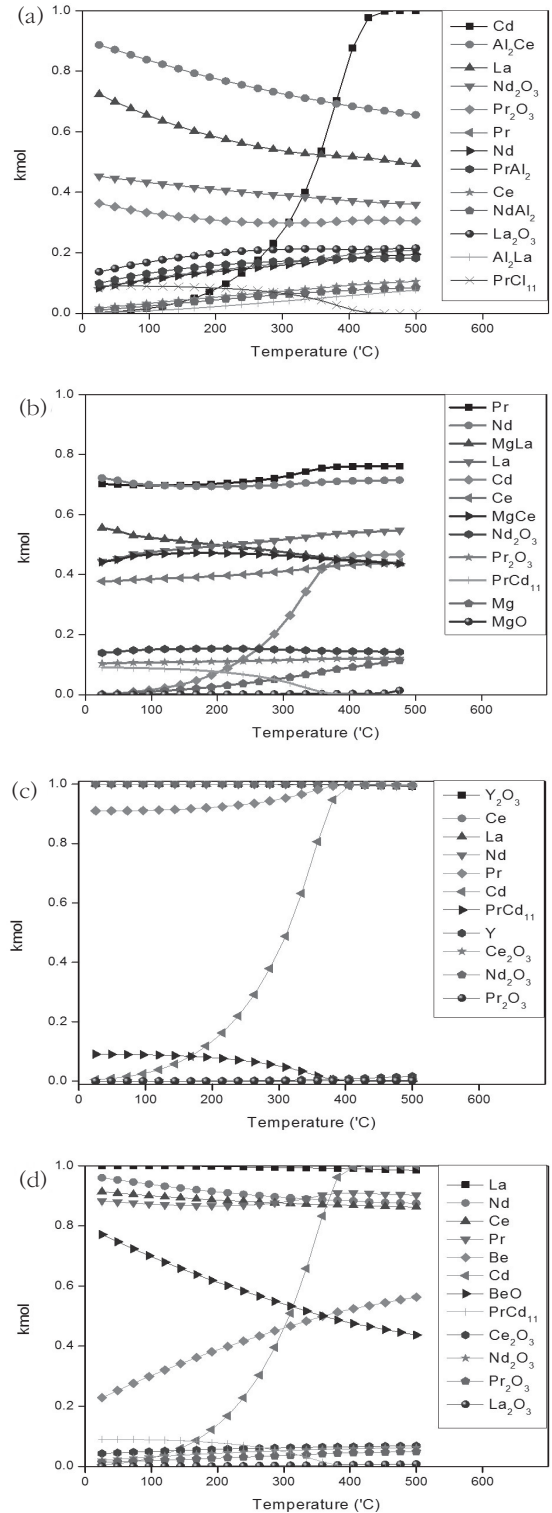 (a)
1.0
0.8
0.6
0.4
0.2
0.0
kmol
0
100
200
300
400
500
600
Temperature ('C)
Cd
Al2Ce
La
Nd2O3
Pr2O3
Pr
Nd
PrAl2
Ce
NdAl2
La2O3
Al2La
PrCl11
(b)
1.0
0.8
0.6
0.4
0.2
0.0
kmol
0
100
200
300
400
500
600
Temperature ('C)
Pr
Nd
MgLa
La
Cd
Ce
MgCe
Nd2O3
Pr2O3
PrCd11
Mg
MgO
(c)
1.0
0.8
0.6
0.4
0.2
0.0
kmol
0
100
200
300
400
500
600
Temperature ('C)
Y2O3
Ce
La
Nd
Pr
Cd
PrCd11
Y
Ce2O3
Nd2O3
Pr2O3
(d)
1.0
0.8
0.6
0.4
0.2
0.0
kmol
0
100
200
300
400
500
600
Temperature ('C)
La
Nd
Ce
Pr
Be
Cd
BeO
PrCd11
Ce2O3
Nd2O3
Pr2O3
La2O3